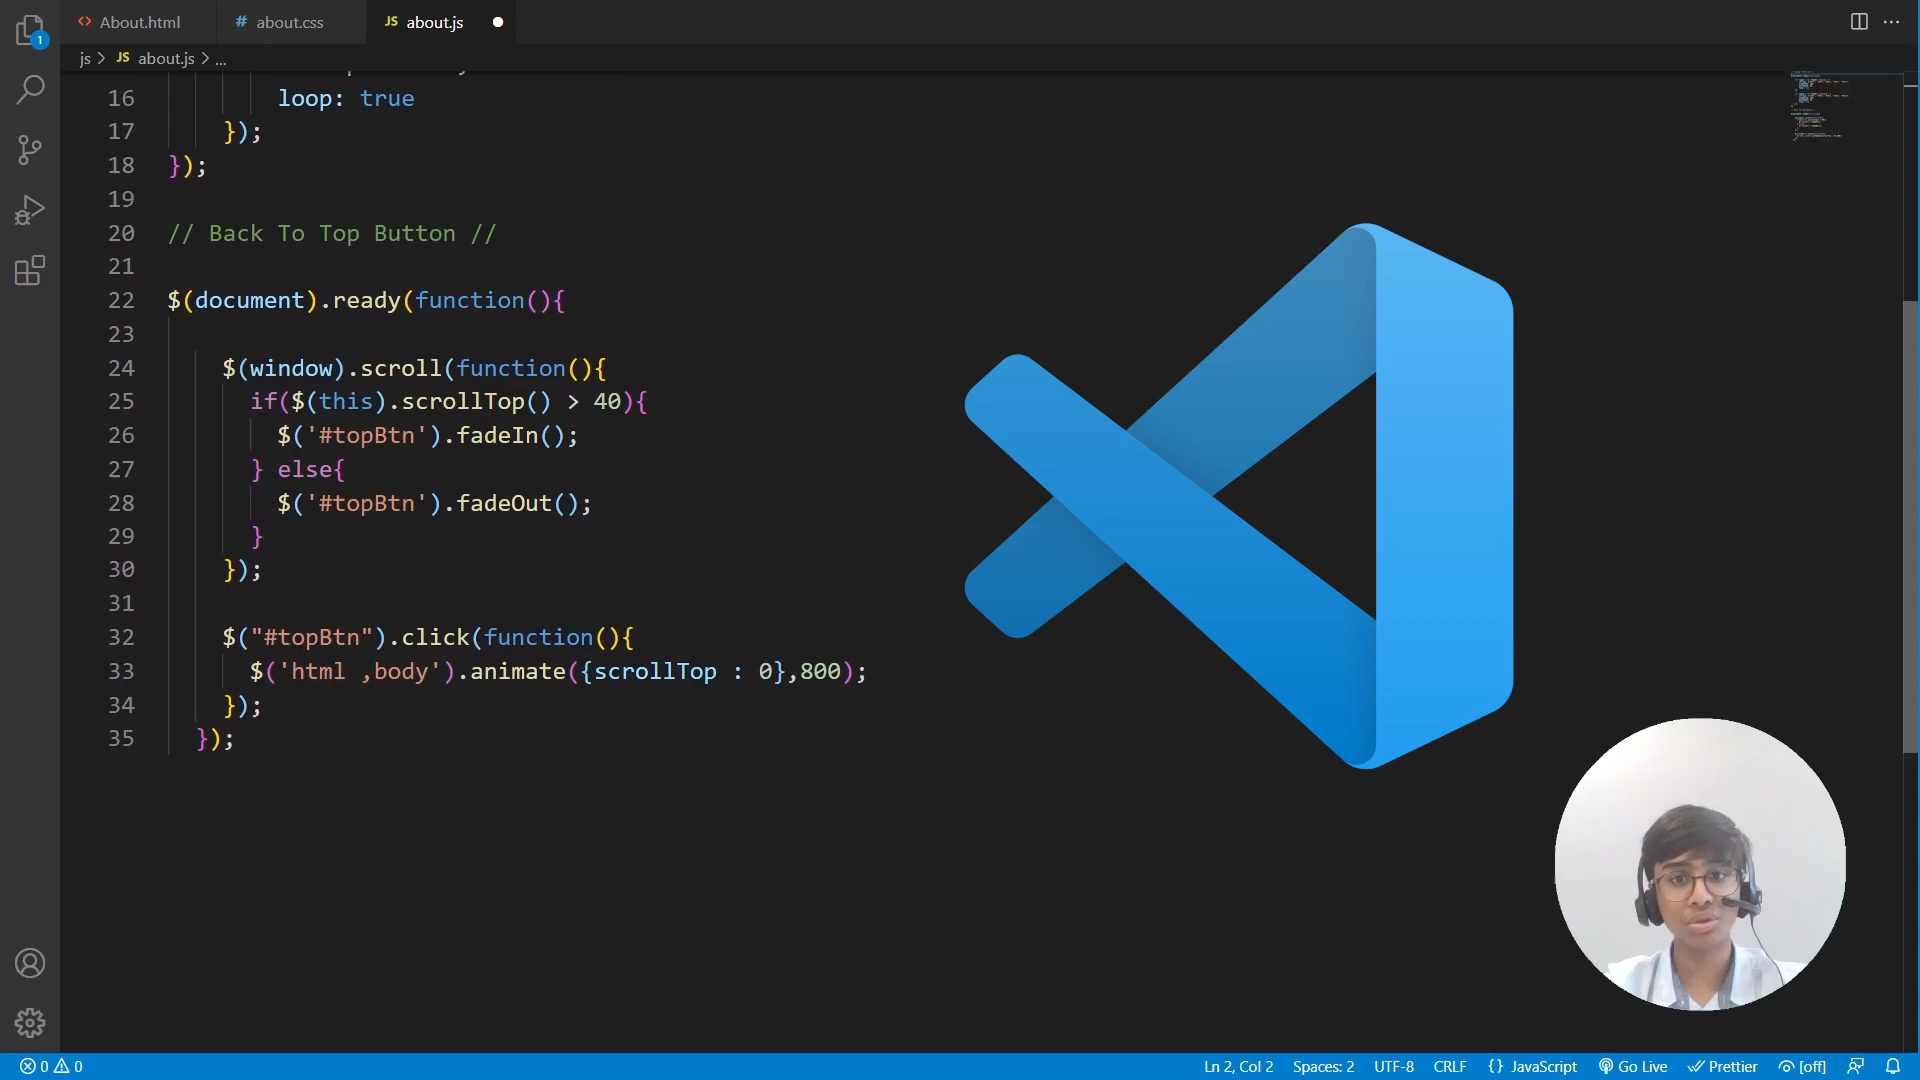 About.html
# about.css
JS about.js
1
js > JS about.js > ...
16 loop: true
17 });
18 });
19
20 // Back To Top Button //
21
22 $(document).ready(function(){
23
24 $(window).scroll(function(){
25 if($(this).scrollTop() > 40){
26 $('#topBtn').fadeIn();
27 } else{
28 $('#topBtn').fadeOut();
29 }
30 });
31
32 $("#topBtn").click(function(){
33 $('html ,body').animate({scrollTop : 0},800);
34 });
35 });
0 0 Ln 2, Col 2 Spaces: 2 UTF-8 CRLF {} JavaScript Go Live Prettier [off]